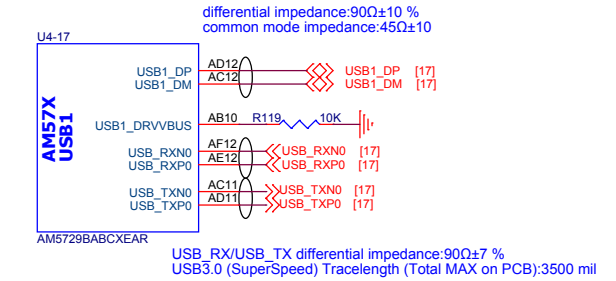 differential impedance:90Ω±10 %
common mode impedance:45Ω±10
U4-17
AM57X
USB1
USB1_DP AD12 USB1_DP [17]
USB1_DM AC12 USB1_DM [17]
USB1_DRVVBUS AB10 R119 10K
USB_RXN0 AF12 USB_RXN0 [17]
USB_RXP0 AE12 USB_RXP0 [17]
USB_TXN0 AC11 USB_TXN0 [17]
USB_TXP0 AD11 USB_TXP0 [17]
AM5729BABCXEAR
USB_RX/USB_TX differential impedance:90Ω±7 %
USB3.0 (SuperSpeed) Tracelength (Total MAX on PCB):3500 mil